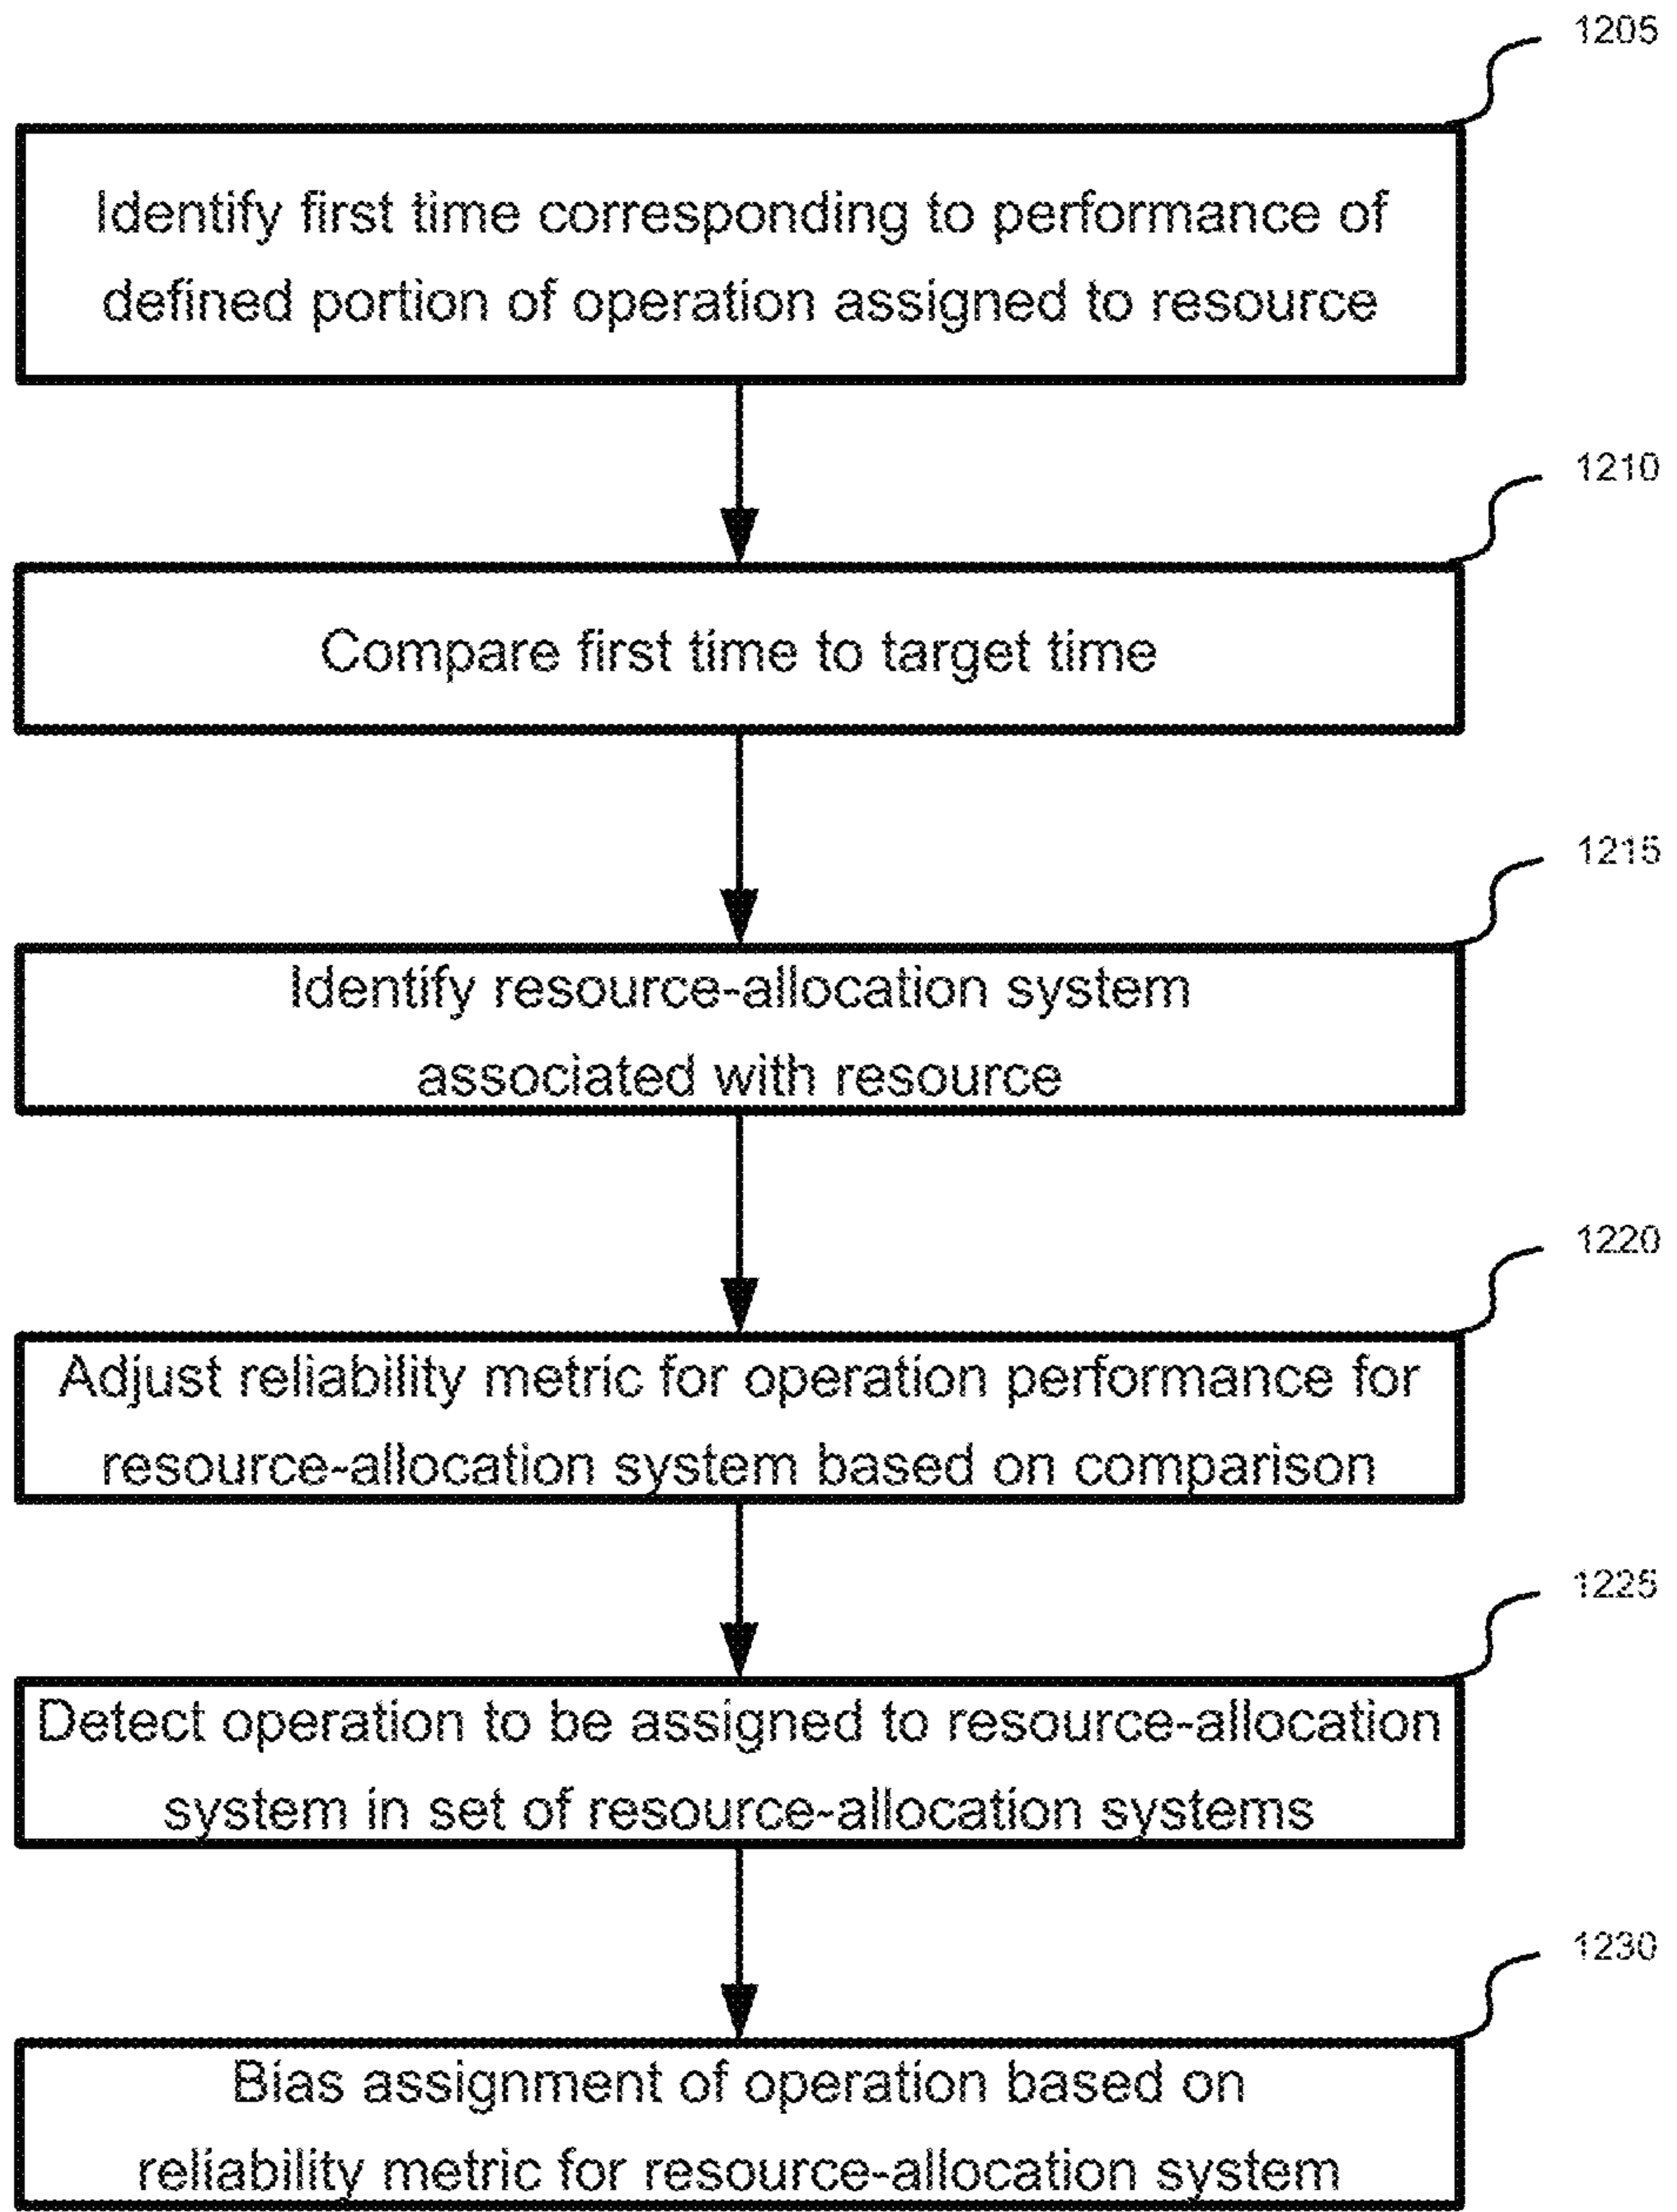 1205
Identify first time corresponding to performance of
defined portion of operation assigned to resource
1210
Compare first time to target time
1215
Identify resource-allocation system
associated with resource
1220
Adjust reliability metric for operation performance for
resource-allocation system based on comparison
1225
Detect operation to be assigned to resource-allocation
system in set of resource-allocation systems
1230
Bias assignment of operation based on
reliability metric for resource-allocation system